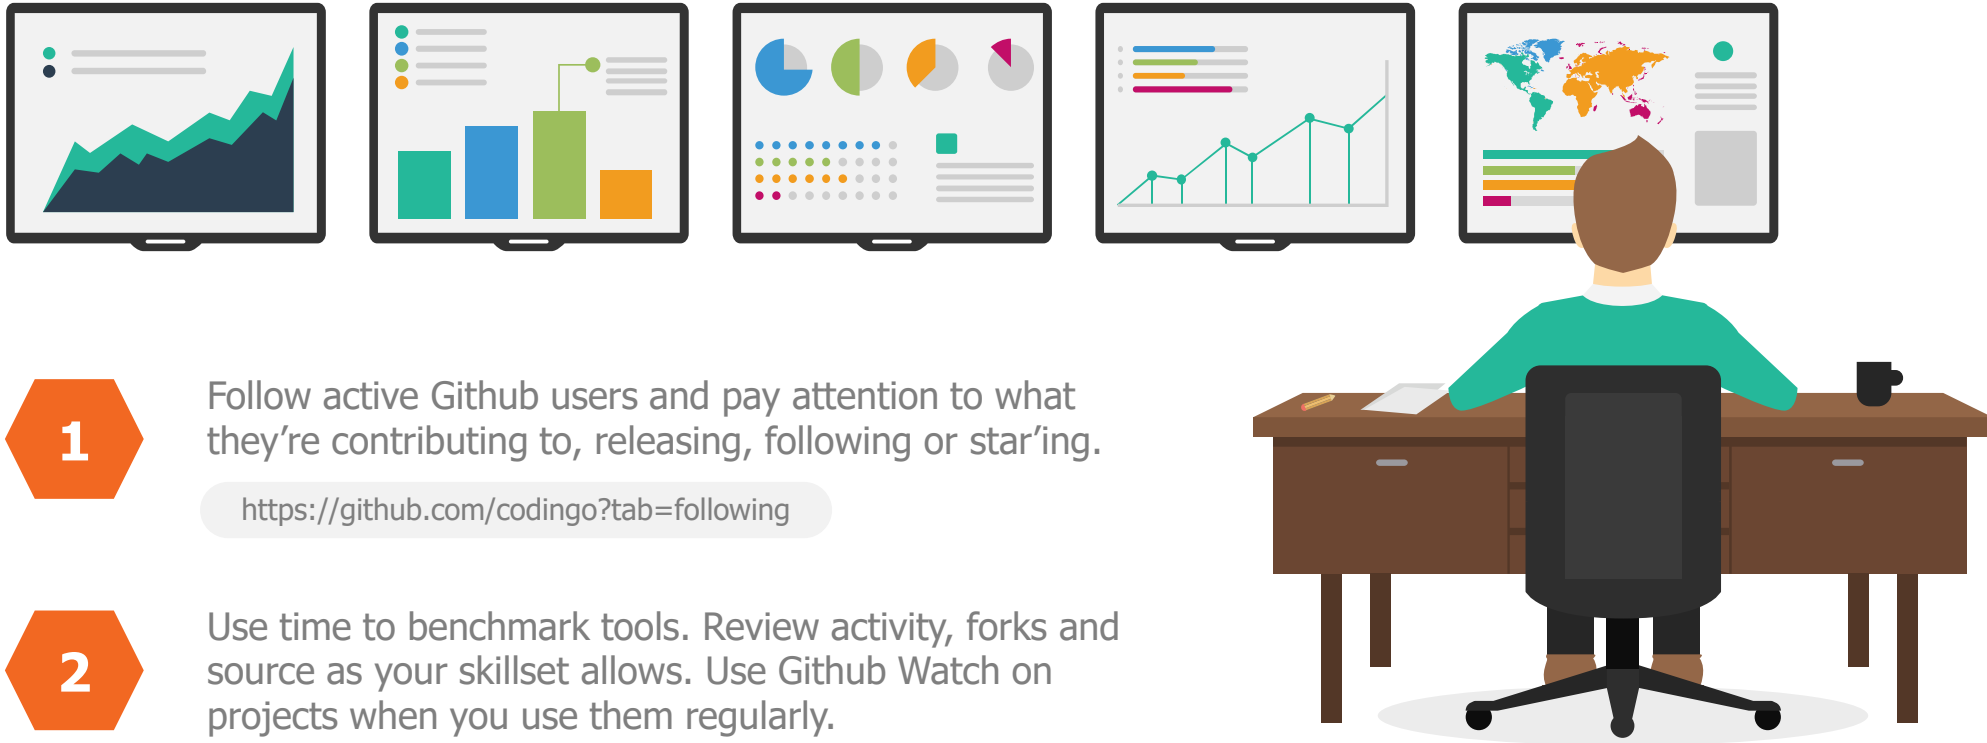 1
Follow active Github users and pay attention to what
they’re contributing to, releasing, following or star’ing.
https://github.com/codingo?tab=following
2
Use time to benchmark tools. Review activity, forks and
source as your skillset allows. Use Github Watch on
projects when you use them regularly.